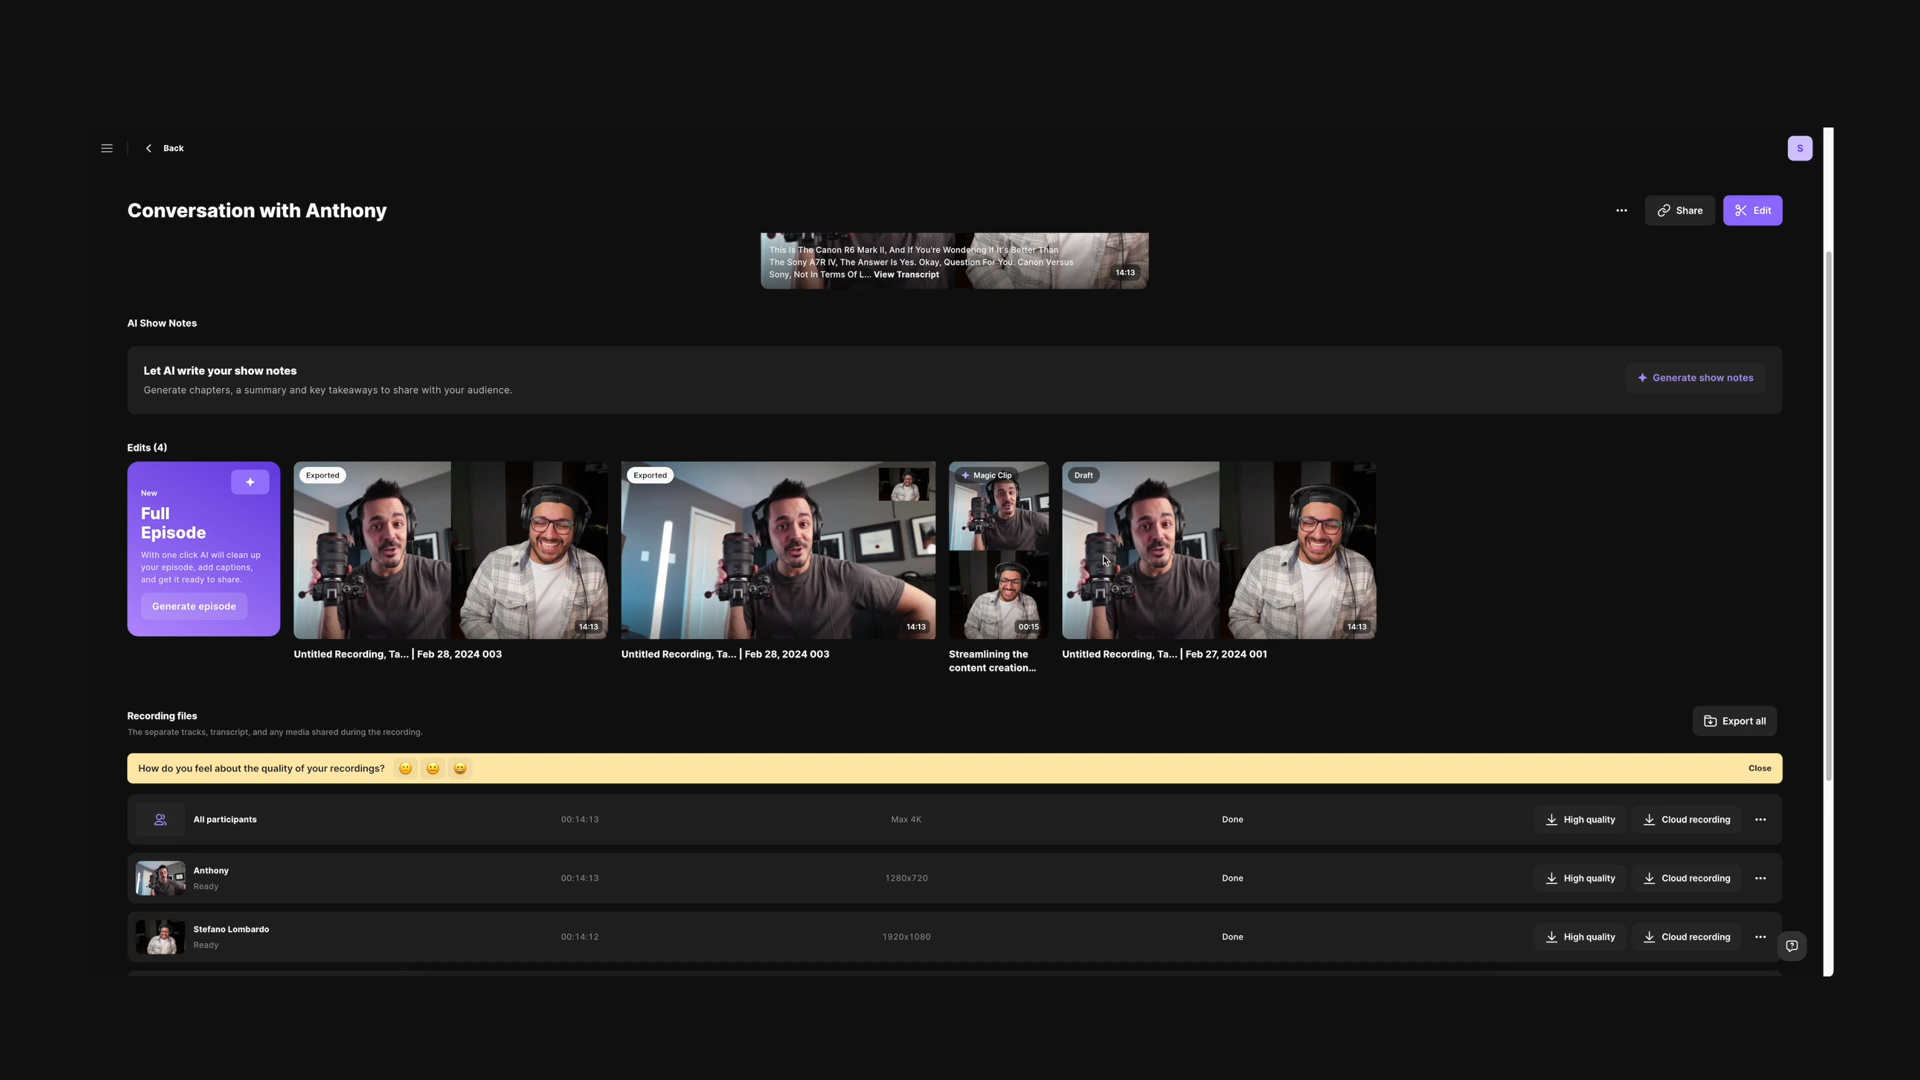 Back
S
Conversation with Anthony
Share
Edit
This Is The Canon R6 Mark II, And If You're Wondering If It's Better Than
The Sony A7R IV, The Answer Is Yes. Okay, Question For You. Canon Versus
Sony, Not In Terms Of L... View Transcript
14:13
AI Show Notes
Let AI write your show notes
Generate chapters, a summary and key takeaways to share with your audience.
Generate show notes
Edits (4)
New
Full
Episode
With one click AI will clean up
your episode, add captions,
and get it ready to share.
Generate episode
Exported
14:13
Untitled Recording, Ta... | Feb 28, 2024 003
Exported
14:13
Untitled Recording, Ta... | Feb 28, 2024 003
Magic Clip
00:15
Streamlining the
content creation...
Draft
14:13
Untitled Recording, Ta... | Feb 27, 2024 001
Recording files
The separate tracks, transcript, and any media shared during the recording.
Export all
How do you feel about the quality of your recordings?
Close
All participants
00:14:13
Max 4K
Done
High quality
Cloud recording
Anthony
Ready
00:14:13
1280x720
Done
High quality
Cloud recording
Stefano Lombardo
Ready
00:14:12
1920x1080
Done
High quality
Cloud recording